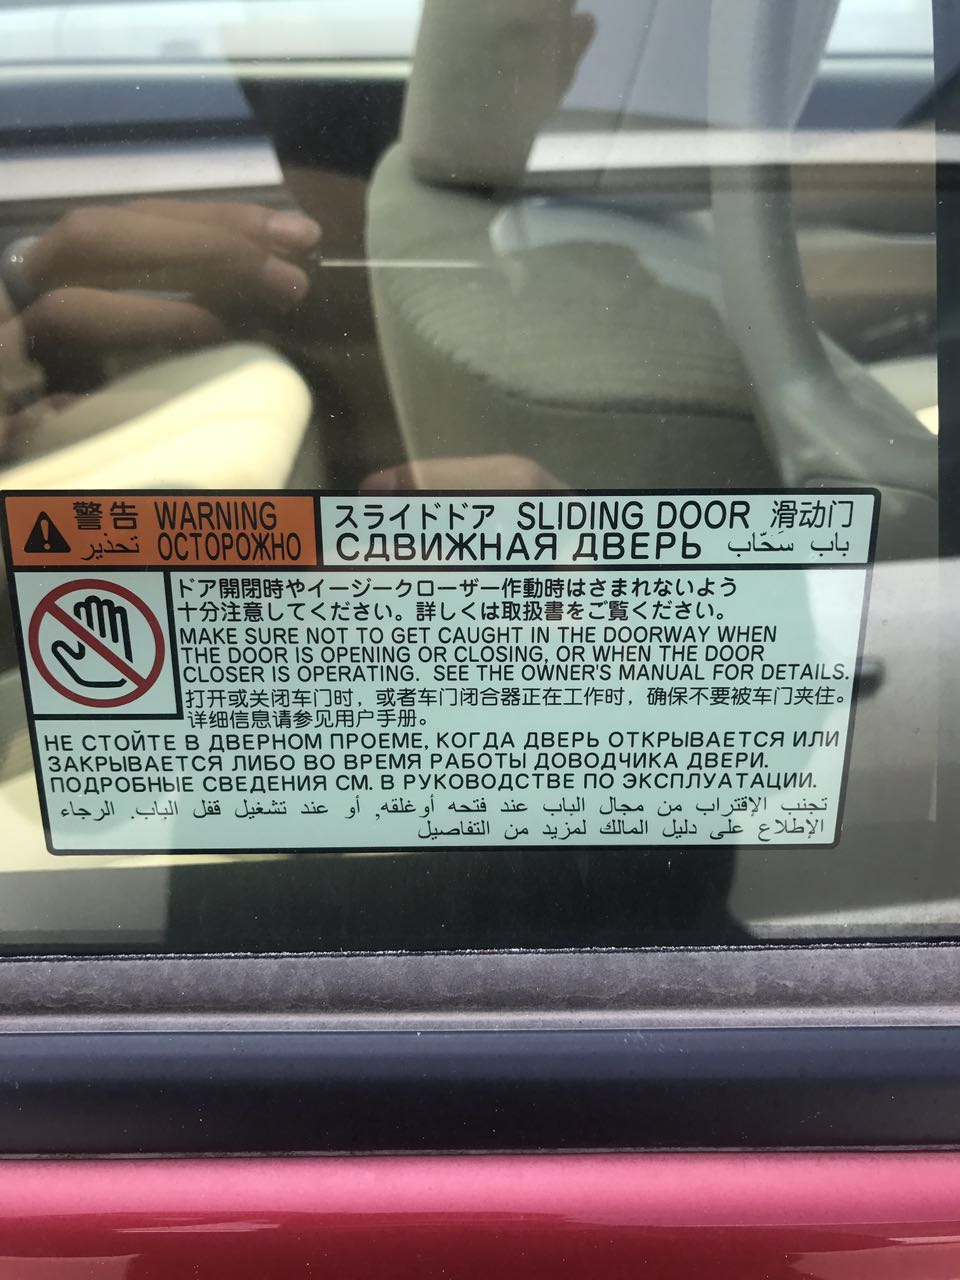 警告 WARNING
تحذير ОСТОРОЖНО
スライドドア SLIDING DOOR 滑动门
СДВИЖНАЯ ДВЕРЬ باب سَحّاب
ドア開閉時やイージークローザー作動時はさまれないよう
十分注意してください。詳しくは取扱書をご覧ください。
MAKE SURE NOT TO GET CAUGHT IN THE DOORWAY WHEN
THE DOOR IS OPENING OR CLOSING, OR WHEN THE DOOR
CLOSER IS OPERATING. SEE THE OWNER'S MANUAL FOR DETAILS.
打开或关闭车门时，或者车门闭合器正在工作时，确保不要被车门夹住。
详细信息请参见用户手册。
НЕ СТОЙТЕ В ДВЕРНОМ ПРОЕМЕ, КОГДА ДВЕРЬ ОТКРЫВАЕТСЯ ИЛИ
ЗАКРЫВАЕТСЯ ЛИБО ВО ВРЕМЯ РАБОТЫ ДОВОДЧИКА ДВЕРИ.
ПОДРОБНЫЕ СВЕДЕНИЯ СМ. В РУКОВОДСТВЕ ПО ЭКСПЛУАТАЦИИ.
تجنب الإقتراب من مجال الباب عند فتحه أوغلقه, أو عند تشغيل قفل الباب. الرجاء
الإطلاع على دليل المالك لمزيد من التفاصيل